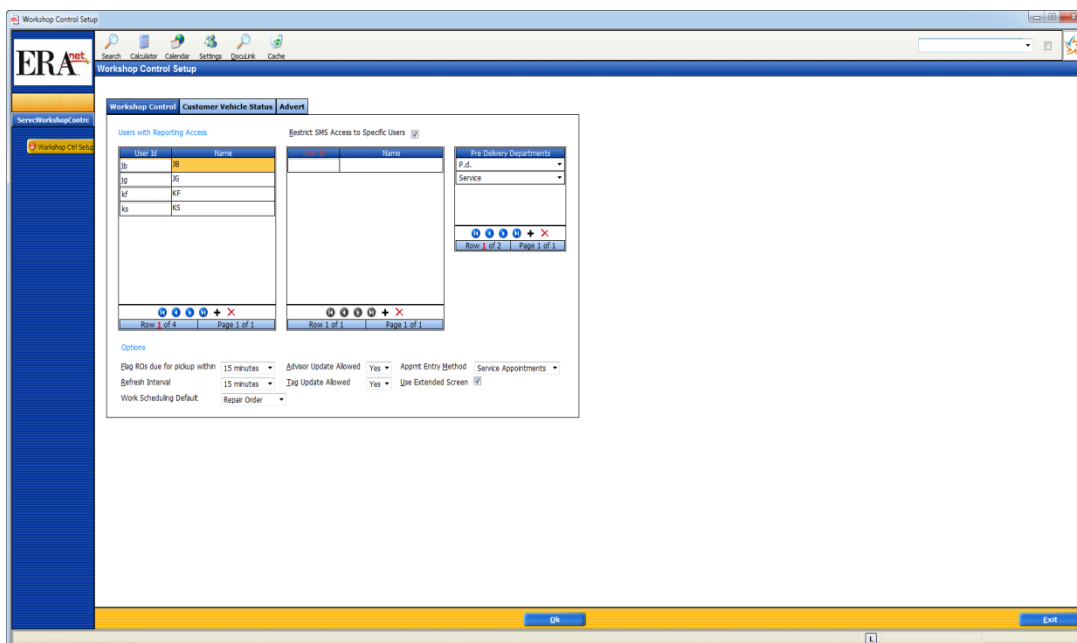 Workshop Control Setup
ERAnet
Search Calculator Calendar Settings DocuLink Cache
Workshop Control Setup
ServcWorkshopContrc
Workshop Ctrl Setup
Workshop Control Customer Vehicle Status Advert
Users with Reporting Access
Restrict SMS Access to Specific Users
User Id Name
jb JB
jg JG
kf KF
ks KS
Row 1 of 4 Page 1 of 1
User Id Name
Row 1 of 1 Page 1 of 1
Pre Delivery Departments
P.d.
Service
Row 1 of 2 Page 1 of 1
Options
Flag ROs due for pickup within 15 minutes Advisor Update Allowed Yes Appmt Entry Method Service Appointments
Refresh Interval 15 minutes Tag Update Allowed Yes Use Extended Screen
Work Scheduling Default Repair Order
Ok Exit
L